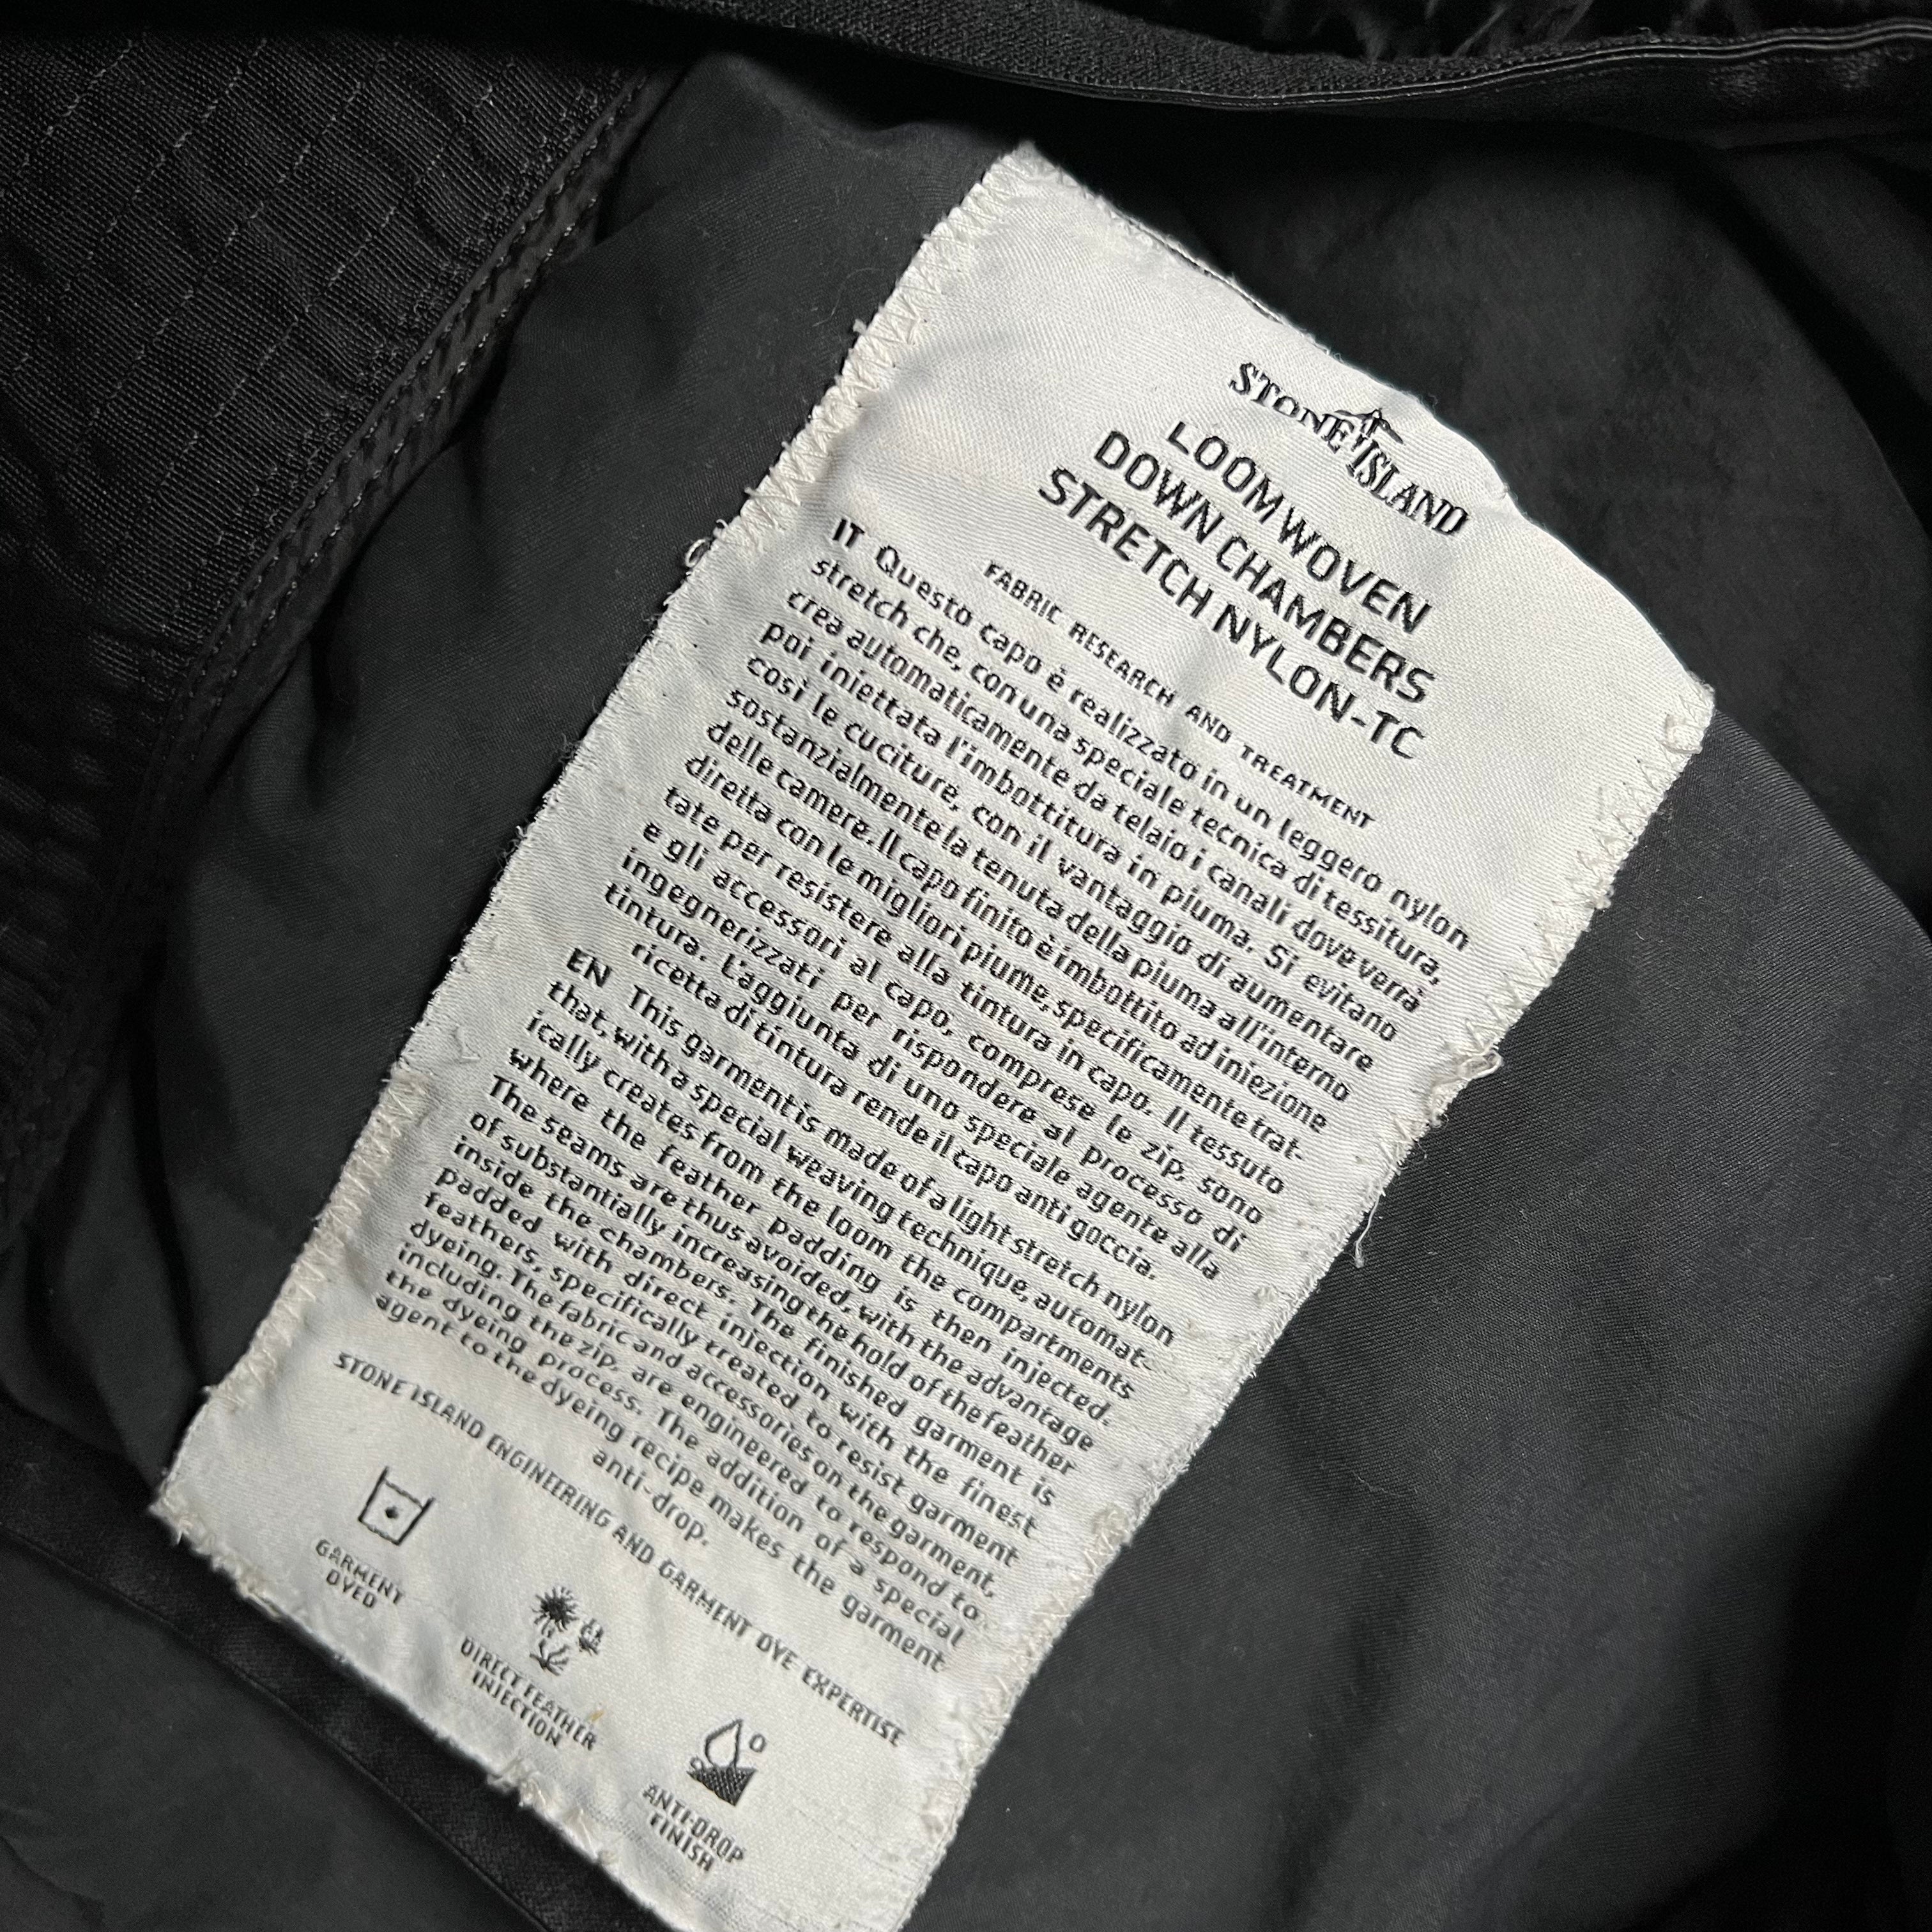 STONE ISLAND
LOOM WOVEN
DOWN CHAMBERS
STRETCH NYLON-TC
FABRIC RESEARCH AND TREATMENT
IT Questo capo è realizzato in un leggero nylon
stretch che, con una speciale tecnica di tessitura,
crea automaticamente da telaio i canali dove verrà
poi iniettata l'imbottitura in piuma. Si evitano
così le cuciture, con il vantaggio di aumentare
sostanzialmente la tenuta della piuma all'interno
delle camere. Il capo finito è imbottito ad iniezione
diretta con le migliori piume, specificamente trat-
tate per resistere alla tintura in capo. Il tessuto
e gli accessori al capo, comprese le zip, sono
ingegnerizzati per rispondere al processo di
tintura. L'aggiunta di uno speciale agente alla
ricetta di tintura rende il capo anti goccia.
EN This garment is made of a light stretch nylon
that, with a special weaving technique, automat-
ically creates from the loom the compartments
where the feather padding is then injected.
The seams are thus avoided, with the advantage
of substantially increasing the hold of the feather
inside the chambers. The finished garment is
padded with direct injection with the finest
feathers, specifically treated to resist garment
dyeing. The fabric and accessories on the garment,
including the zip, are engineered to respond to
the dyeing process. The addition of a special
agent to the dyeing recipe makes the garment
anti-drop.
STONE ISLAND ENGINEERING AND GARMENT DYE EXPERTISE
GARMENT
DYED
DIRECT FEATHER
INJECTION
ANTI-DROP
FINISH